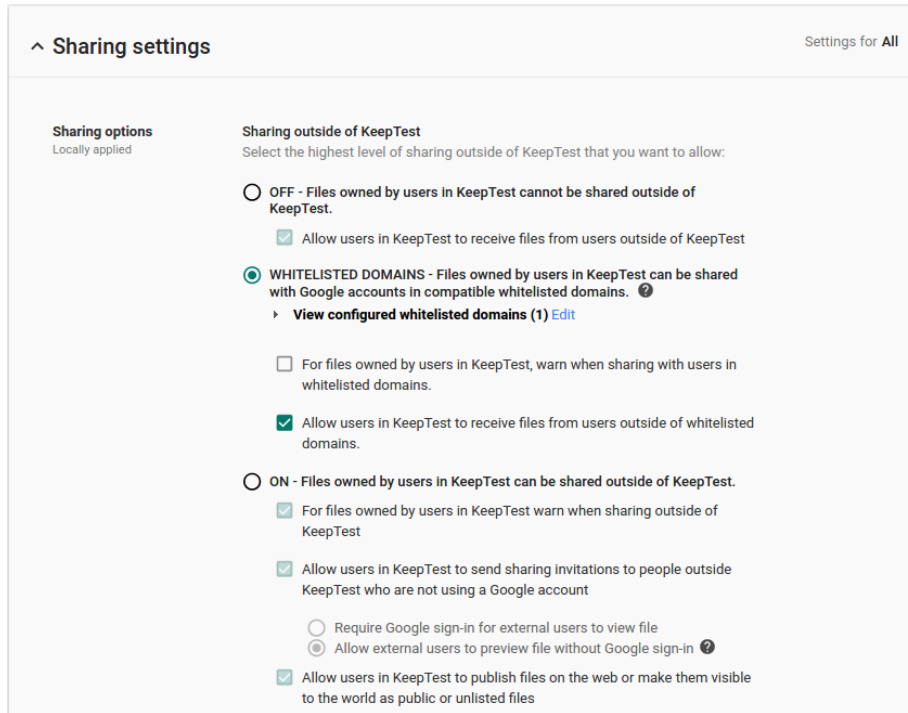 Sharing settings
Settings for All
Sharing options
Locally applied
Sharing outside of KeepTest
Select the highest level of sharing outside of KeepTest that you want to allow:
OFF - Files owned by users in KeepTest cannot be shared outside of
KeepTest.
Allow users in KeepTest to receive files from users outside of KeepTest
WHITELISTED DOMAINS - Files owned by users in KeepTest can be shared
with Google accounts in compatible whitelisted domains. ?
View configured whitelisted domains (1) Edit
For files owned by users in KeepTest, warn when sharing with users in
whitelisted domains.
Allow users in KeepTest to receive files from users outside of whitelisted
domains.
ON - Files owned by users in KeepTest can be shared outside of KeepTest.
For files owned by users in KeepTest warn when sharing outside of
KeepTest
Allow users in KeepTest to send sharing invitations to people outside
KeepTest who are not using a Google account
Require Google sign-in for external users to view file
Allow external users to preview file without Google sign-in ?
Allow users in KeepTest to publish files on the web or make them visible
to the world as public or unlisted files